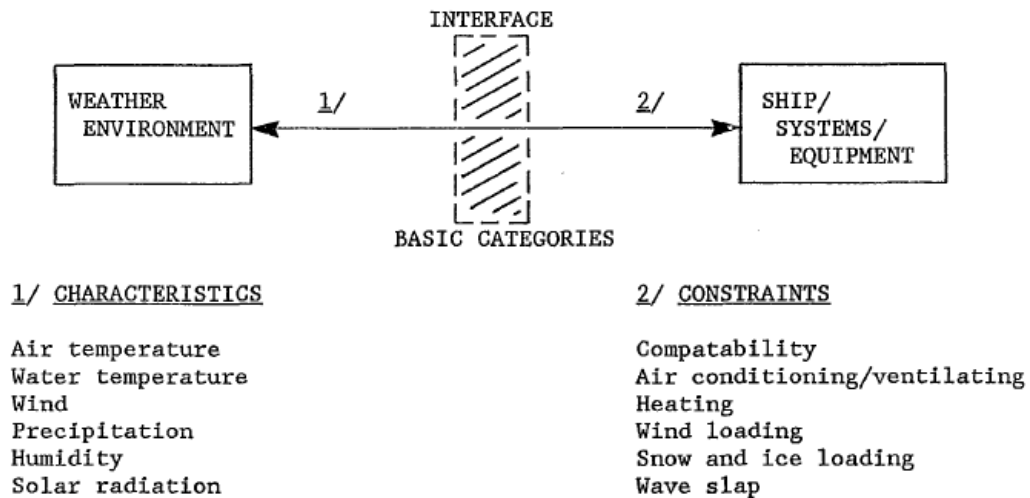 INTERFACE
WEATHER
ENVIRONMENT
1/
2/
SHIP/
SYSTEMS/
EQUIPMENT
BASIC CATEGORIES
1/ CHARACTERISTICS
Air temperature
Water temperature
Wind
Precipitation
Humidity
Solar radiation
2/ CONSTRAINTS
Compatability
Air conditioning/ventilating
Heating
Wind loading
Snow and ice loading
Wave slap